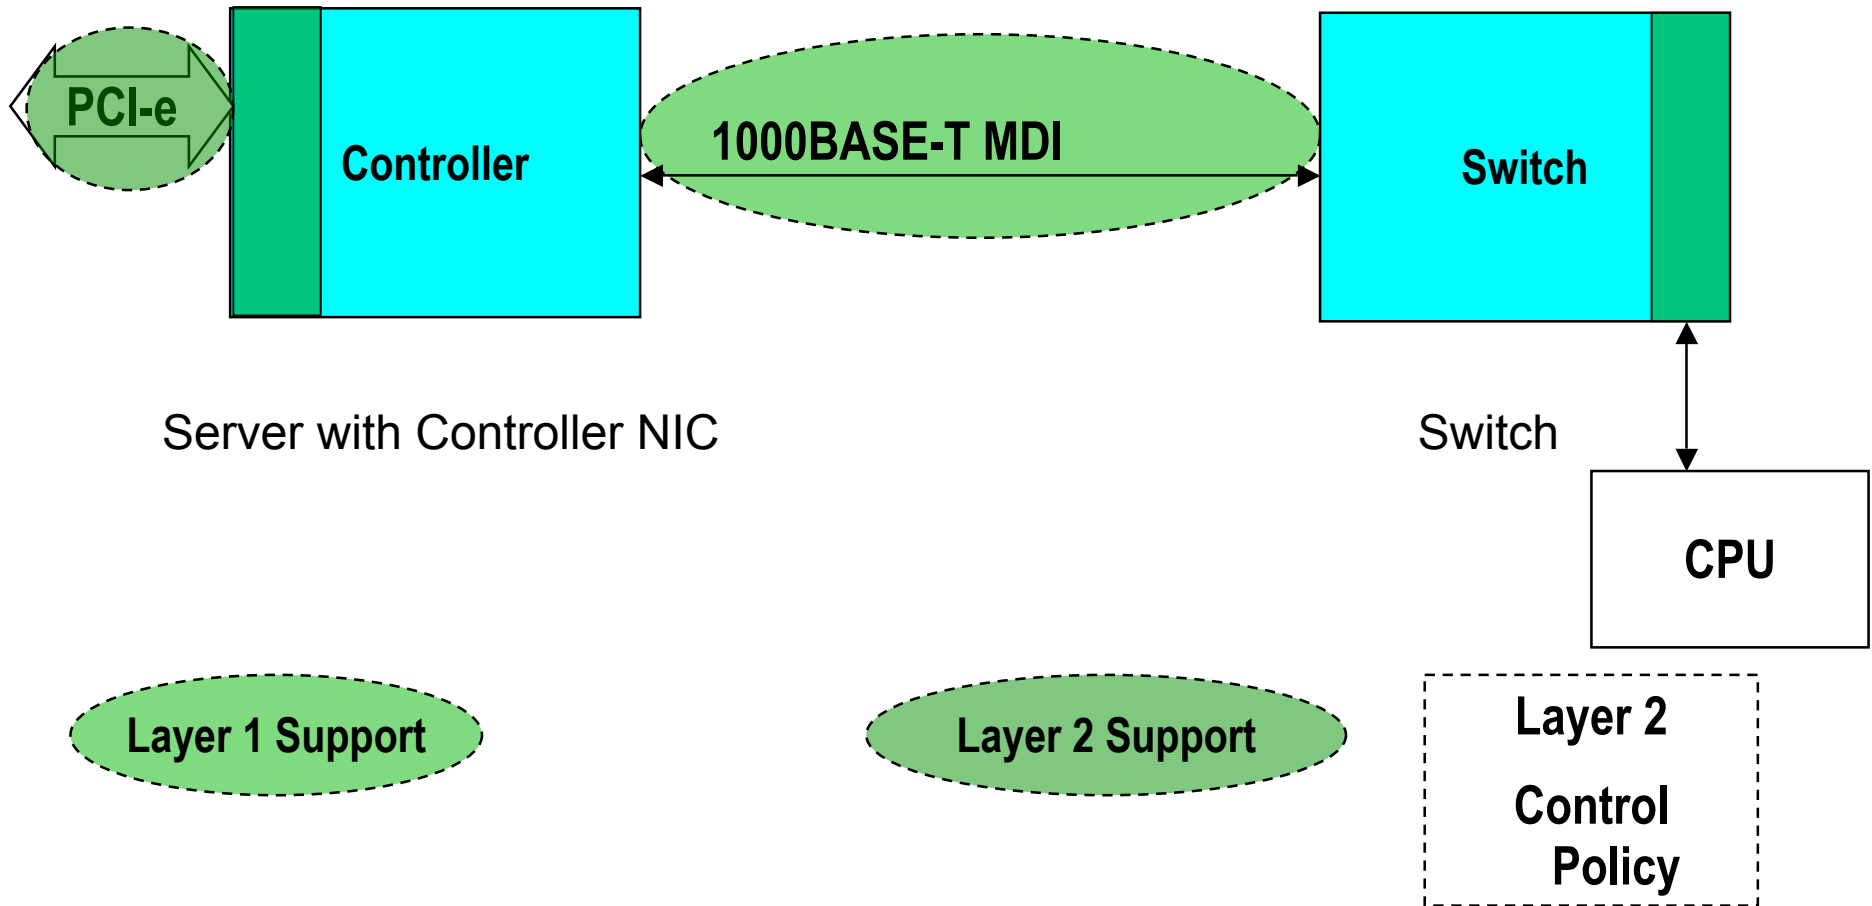 PCI-e
Controller
1000BASE-T MDI
Switch
Server with Controller NIC
Switch
CPU
Layer 1 Support
Layer 2 Support
Layer 2
Control
Policy